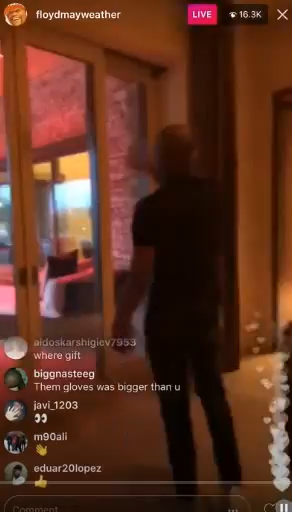 floydmayweather
LIVE
16.3K
aidoskarshigiev7953
where gift
biggnasteeg
Them gloves was bigger than u
javi_1203
👀
m90ali
👋
eduar20lopez
👍
Comment